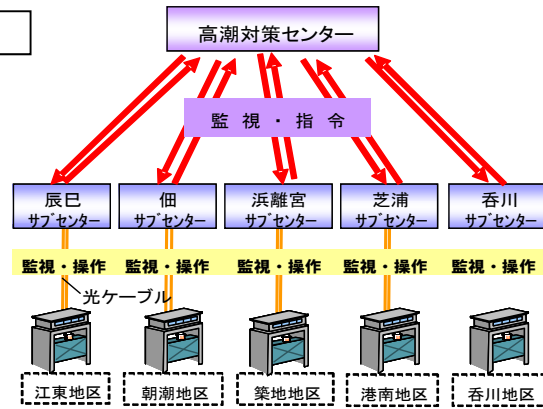 高潮対策センター
監視・指令
辰巳
サブセンター
佃
サブセンター
浜離宮
サブセンター
芝浦
サブセンター
呑川
サブセンター
監視・操作 監視・操作 監視・操作 監視・操作 監視・操作
光ケーブル
江東地区 朝潮地区 築地地区 港南地区 呑川地区